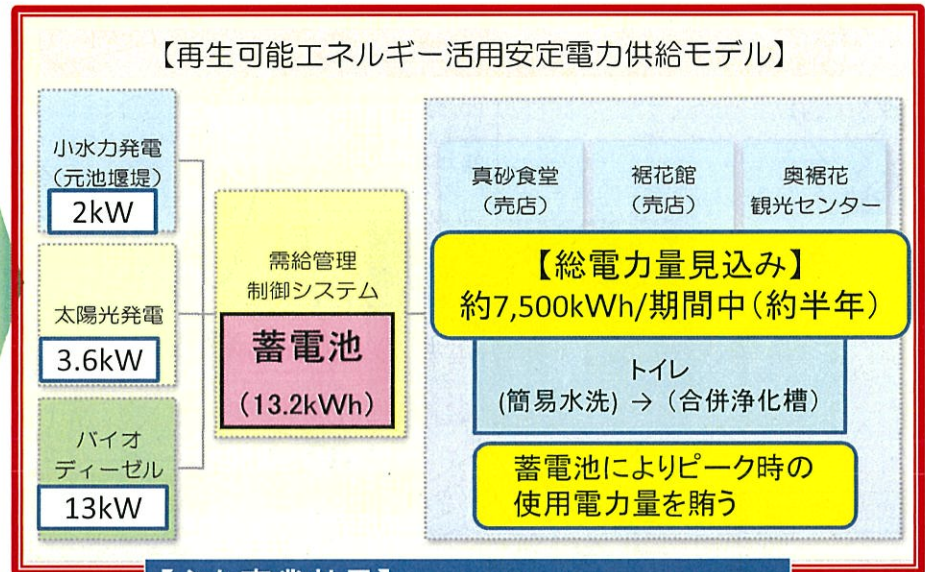 【再生可能エネルギー活用安定電力供給モデル】
小水力発電
（元池堰堤）
2kW
太陽光発電
3.6kW
バイオ
ディーゼル
13kW
需給管理
制御システム
蓄電池
（13.2kWh）
真砂食堂
（売店）
裾花館
（売店）
奥裾花
観光センター
【総電力量見込み】
約7,500kWh/期間中（約半年）
トイレ
(簡易水洗) → （合併浄化槽）
蓄電池によりピーク時の
使用電力量を賄う